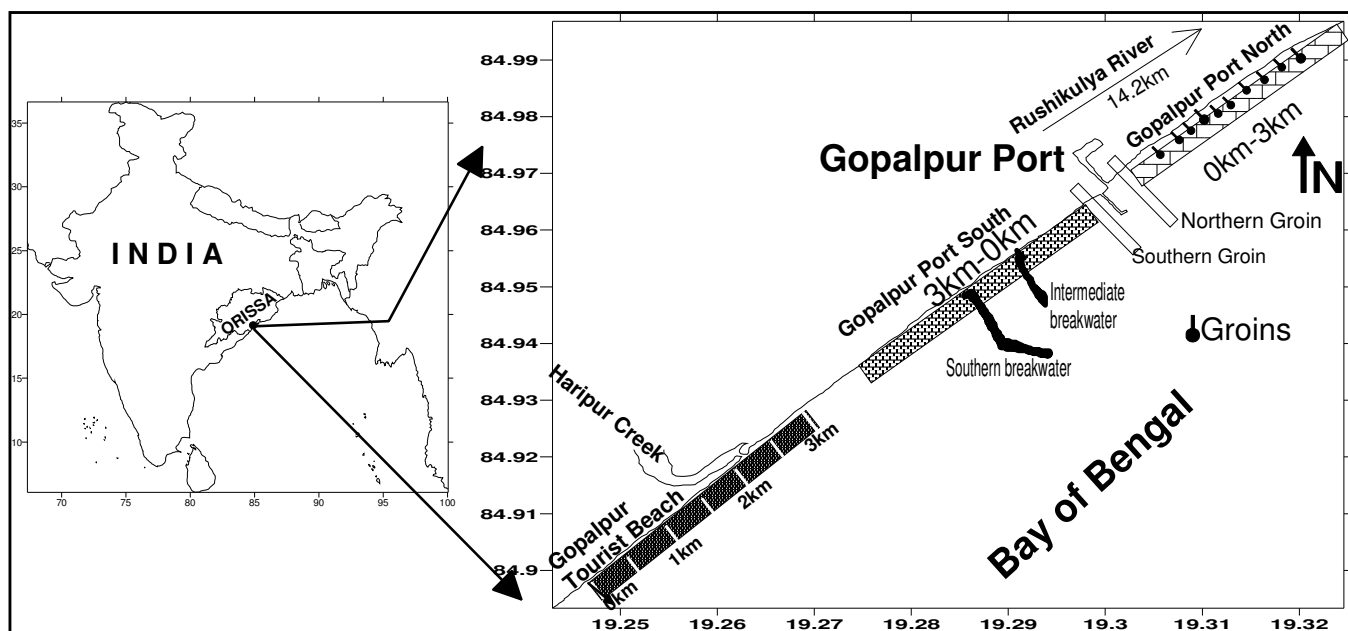 35
30
25
20
15
10
70
75
80
85
90
95
100
INDIA
ORISSA
84.99
84.98
84.97
84.96
84.95
84.94
84.93
84.92
84.91
84.9
19.25
19.26
19.27
19.28
19.29
19.3
19.31
19.32
Rushikulya River
14.2km
Gopalpur Port North
0km-3km
Gopalpur Port
N
Northern Groin
Southern Groin
Gopalpur Port South
3km-0km
Intermediate
breakwater
Southern breakwater
Groins
Haripur Creek
Gopalpur
Tourist Beach
0km
1km
2km
3km
Bay of Bengal